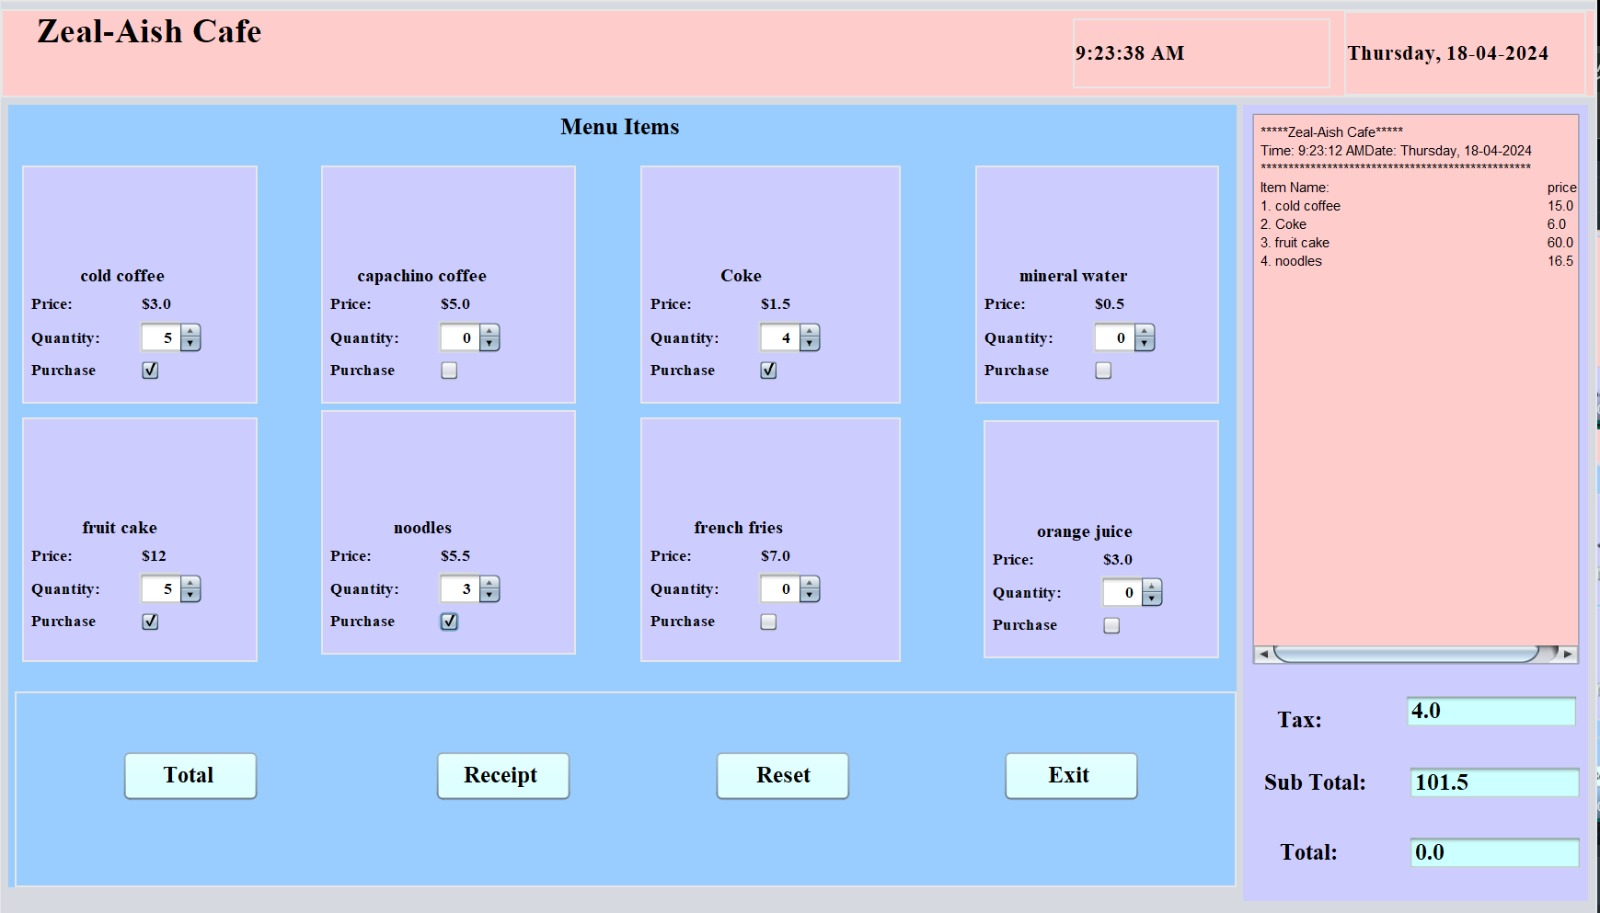 Zeal-Aish Cafe
9:23:38 AM
Thursday, 18-04-2024
Menu Items
cold coffee
Price: $3.0
Quantity: 5
Purchase
capachino coffee
Price: $5.0
Quantity: 0
Purchase
Coke
Price: $1.5
Quantity: 4
Purchase
mineral water
Price: $0.5
Quantity: 0
Purchase
fruit cake
Price: $12
Quantity: 5
Purchase
noodles
Price: $5.5
Quantity: 3
Purchase
french fries
Price: $7.0
Quantity: 0
Purchase
orange juice
Price: $3.0
Quantity: 0
Purchase
Total
Receipt
Reset
Exit
*****Zeal-Aish Cafe*****
Time: 9:23:12 AMDate: Thursday, 18-04-2024
*************************************************
Item Name: price
1. cold coffee 15.0
2. Coke 6.0
3. fruit cake 60.0
4. noodles 16.5
Tax: 4.0
Sub Total: 101.5
Total: 0.0